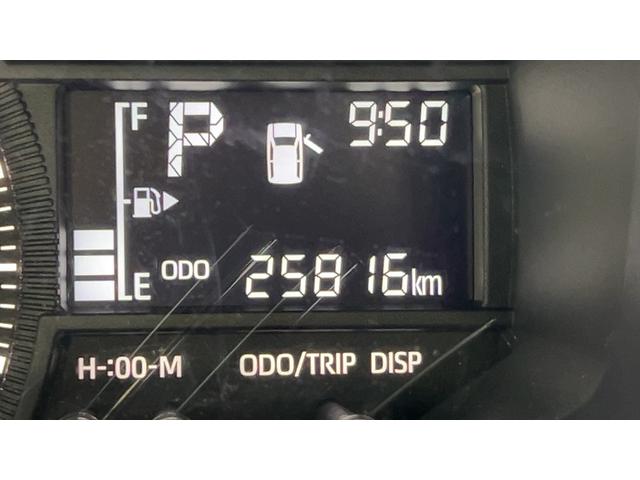 F P 9:50
E ODO 25816km
H-:00-M ODO/TRIP DISP